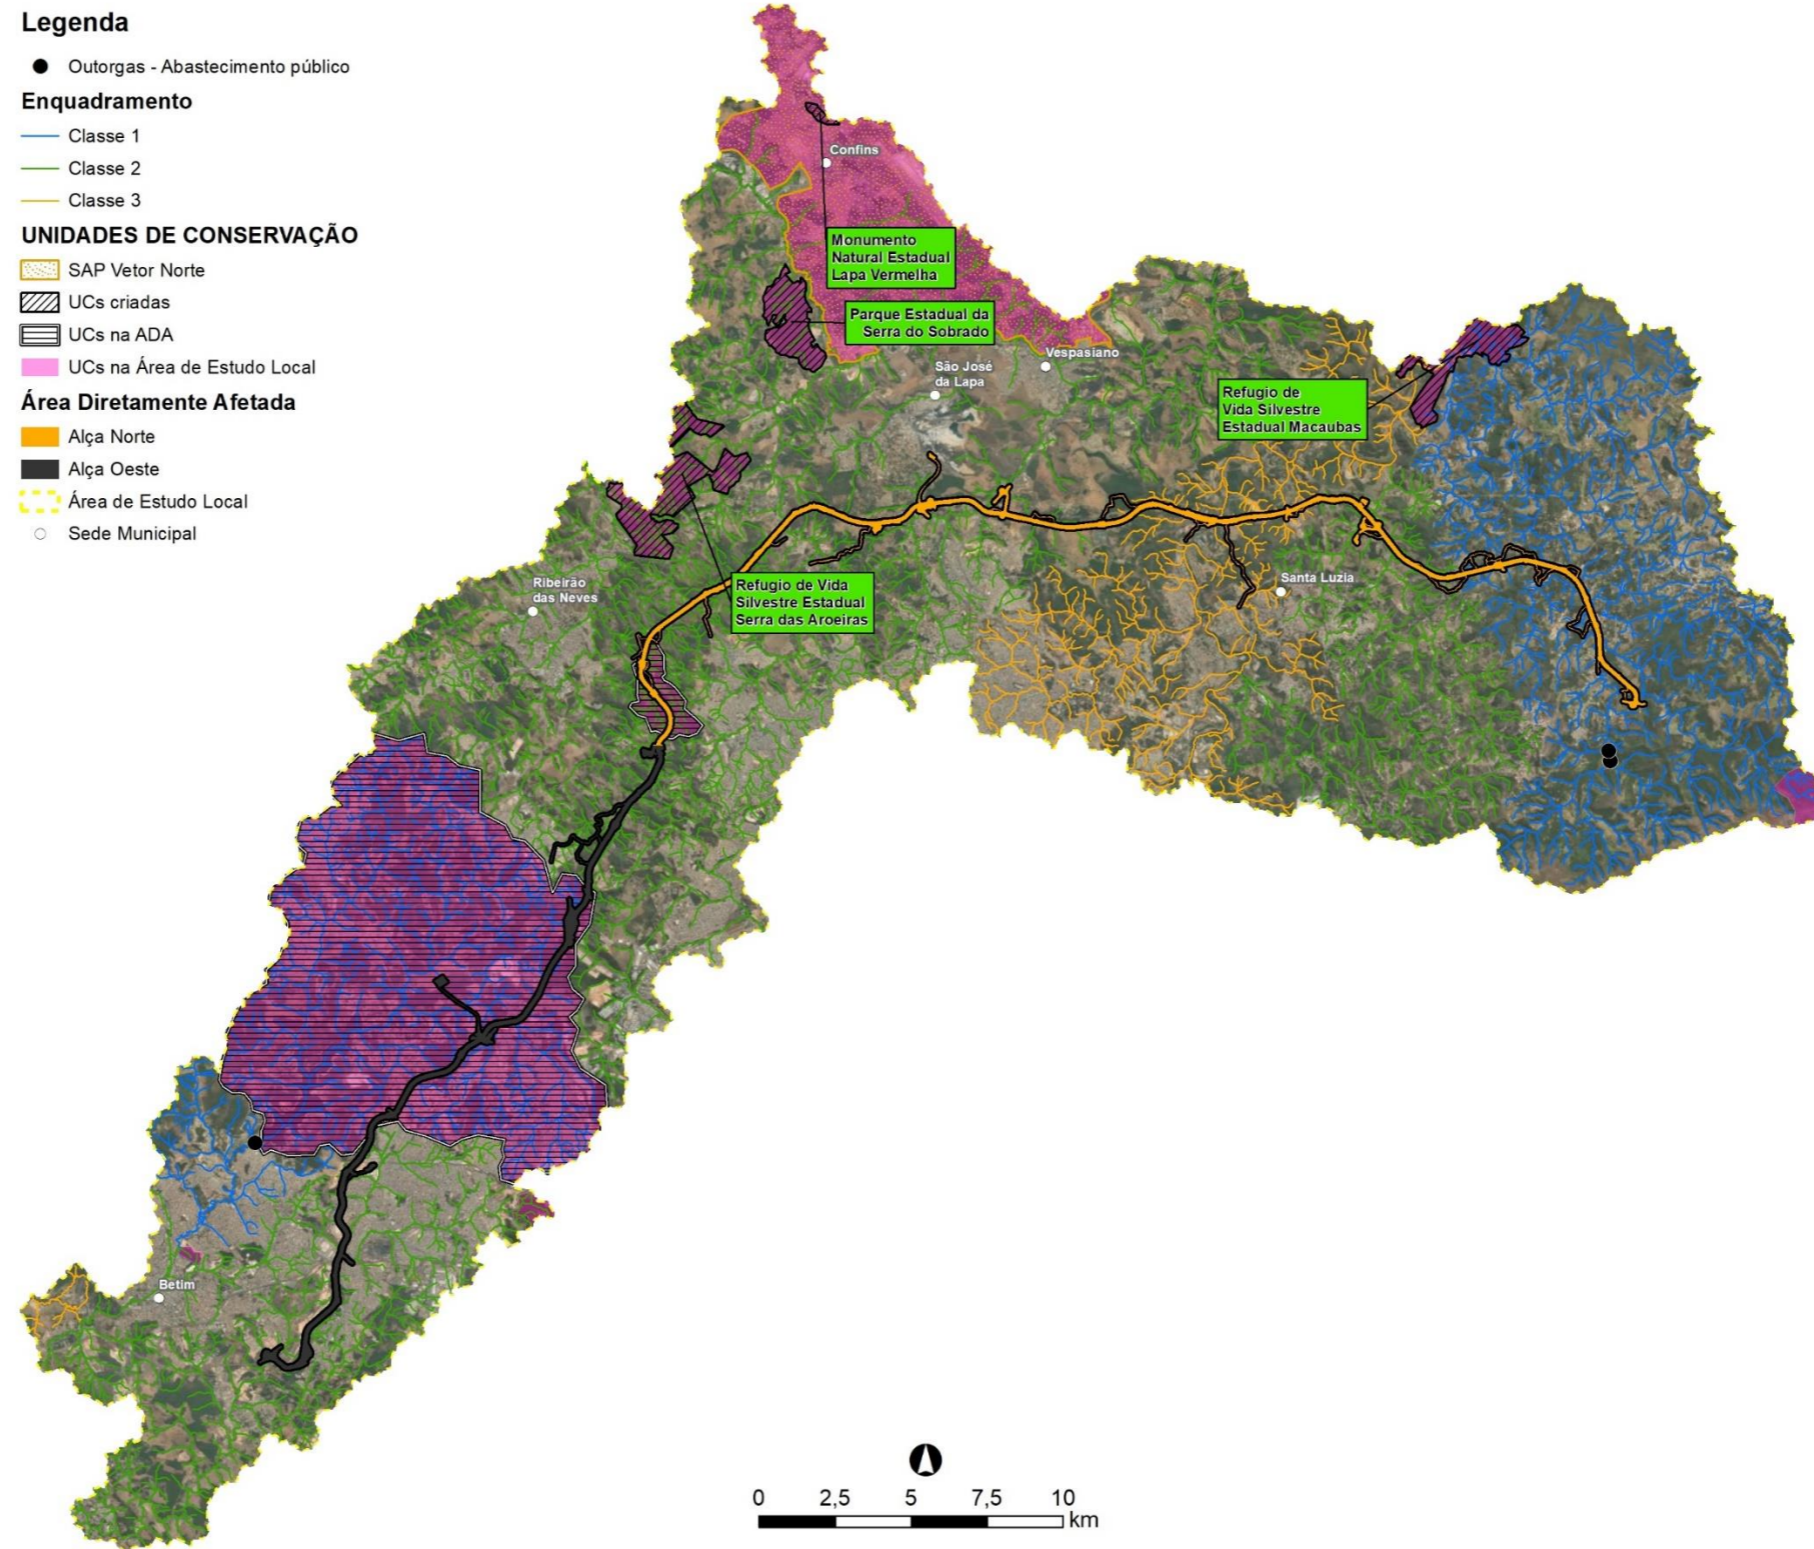 Legenda
Outorgas - Abastecimento público
Enquadramento
Classe 1
Classe 2
Classe 3
UNIDADES DE CONSERVAÇÃO
SAP Vetor Norte
UCs criadas
UCs na ADA
UCs na Área de Estudo Local
Área Diretamente Afetada
Alça Norte
Alça Oeste
Área de Estudo Local
Sede Municipal
Confins
Monumento
Natural Estadual
Lapa Vermelha
Parque Estadual da
Serra do Sobrado
Vespasiano
São José
da Lapa
Refugio de
Vida Silvestre
Estadual Macaubas
Ribeirão
das Neves
Refugio de Vida
Silvestre Estadual
Serra das Aroeiras
Santa Luzia
Betim
0 2,5 5 7,5 10
km